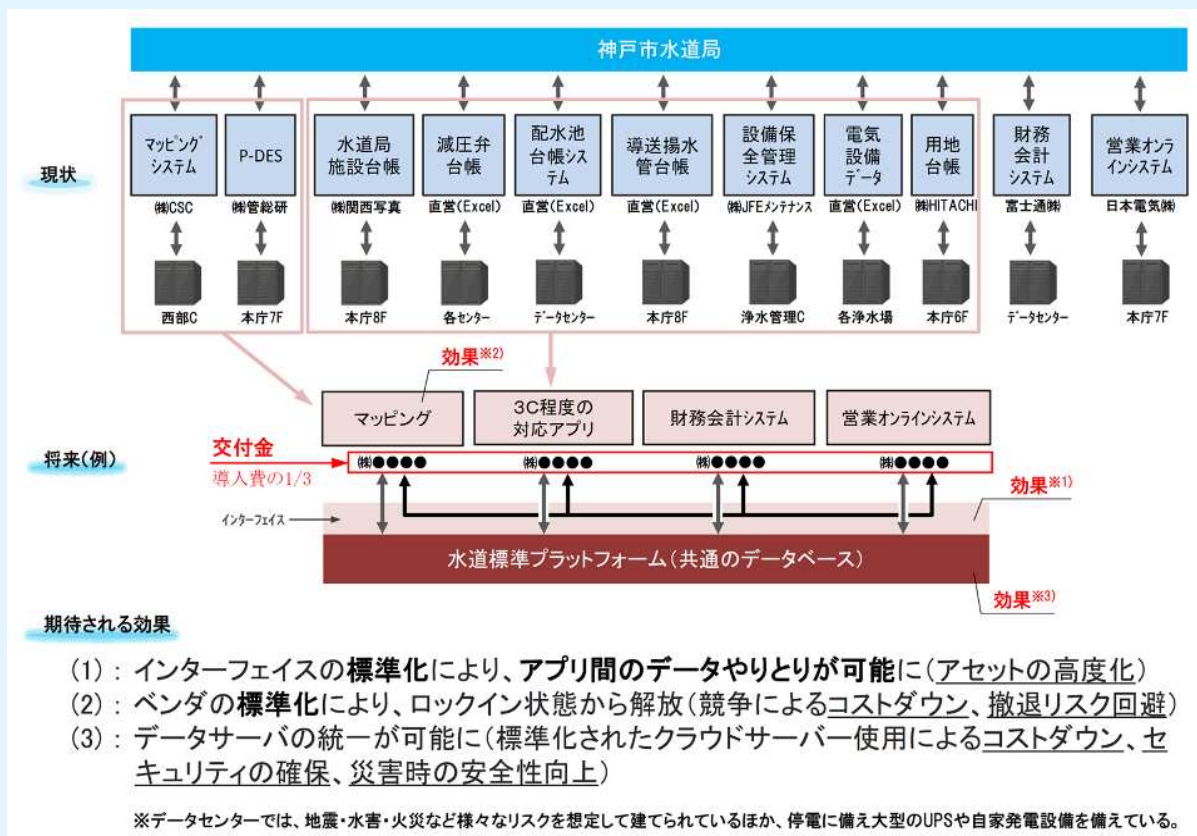 神戸市水道局
現状
マッピング
システム
㈱CSC
西部C
P-DES
㈱管総研
本庁7F
水道局
施設台帳
㈱関西写真
本庁8F
減圧弁
台帳
直営(Excel)
各センター
配水池
台帳シス
テム
直営(Excel)
データセンター
導送揚水
管台帳
直営(Excel)
本庁8F
設備保
全管理
システム
㈱JFEメンテナンス
浄水管理C
電気
設備
データ
直営(Excel)
各浄水場
用地
台帳
㈱HITACHI
本庁6F
財務
会計
システム
富士通㈱
データセンター
営業オンラ
インシステム
日本電気㈱
本庁7F
効果※2)
マッピング
3C程度の
対応アプリ
財務会計システム
営業オンラインシステム
将来(例)
交付金
導入費の1/3
㈱●●●●
㈱●●●●
㈱●●●●
㈱●●●●
効果※1)
インターフェイス
水道標準プラットフォーム(共通のデータベース)
効果※3)
期待される効果
(1) : インターフェイスの標準化により、アプリ間のデータやりとりが可能に(アセットの高度化)
(2) : ベンダの標準化により、ロックイン状態から解放(競争によるコストダウン、撤退リスク回避)
(3) : データサーバの統一が可能に(標準化されたクラウドサーバー使用によるコストダウン、セ
キュリティの確保、災害時の安全性向上)
※データセンターでは、地震・水害・火災など様々なリスクを想定して建てられているほか、停電に備え大型のUPSや自家発電設備を備えている。